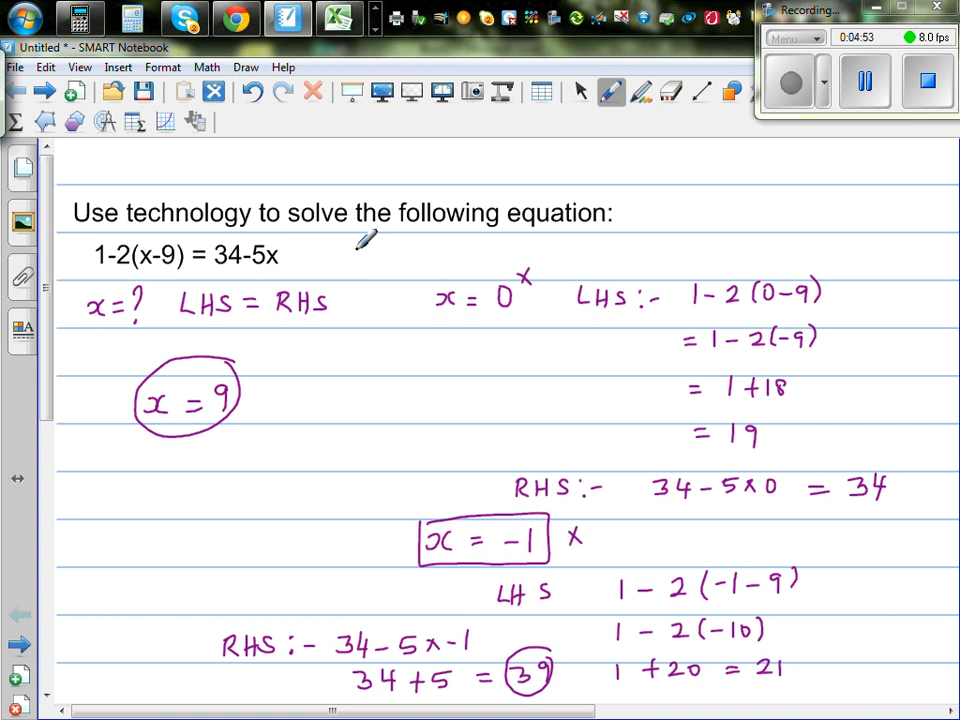 Recording...
Menu
0:04:53
8.0 fps
Untitled * - SMART Notebook
File Edit View Insert Format Math Draw Help
Use technology to solve the following equation:
1-2(x-9) = 34-5x
x = ? LHS = RHS
x = 0 x
LHS :- 1 - 2 (0-9)
= 1 - 2(-9)
= 1 + 18
= 19
x = 9
RHS :- 34 - 5 x 0 = 34
x = -1 x
LHS 1 - 2 (-1 - 9)
1 - 2 (-10)
1 + 20 = 21
RHS :- 34 - 5 x -1
34 + 5 = 39